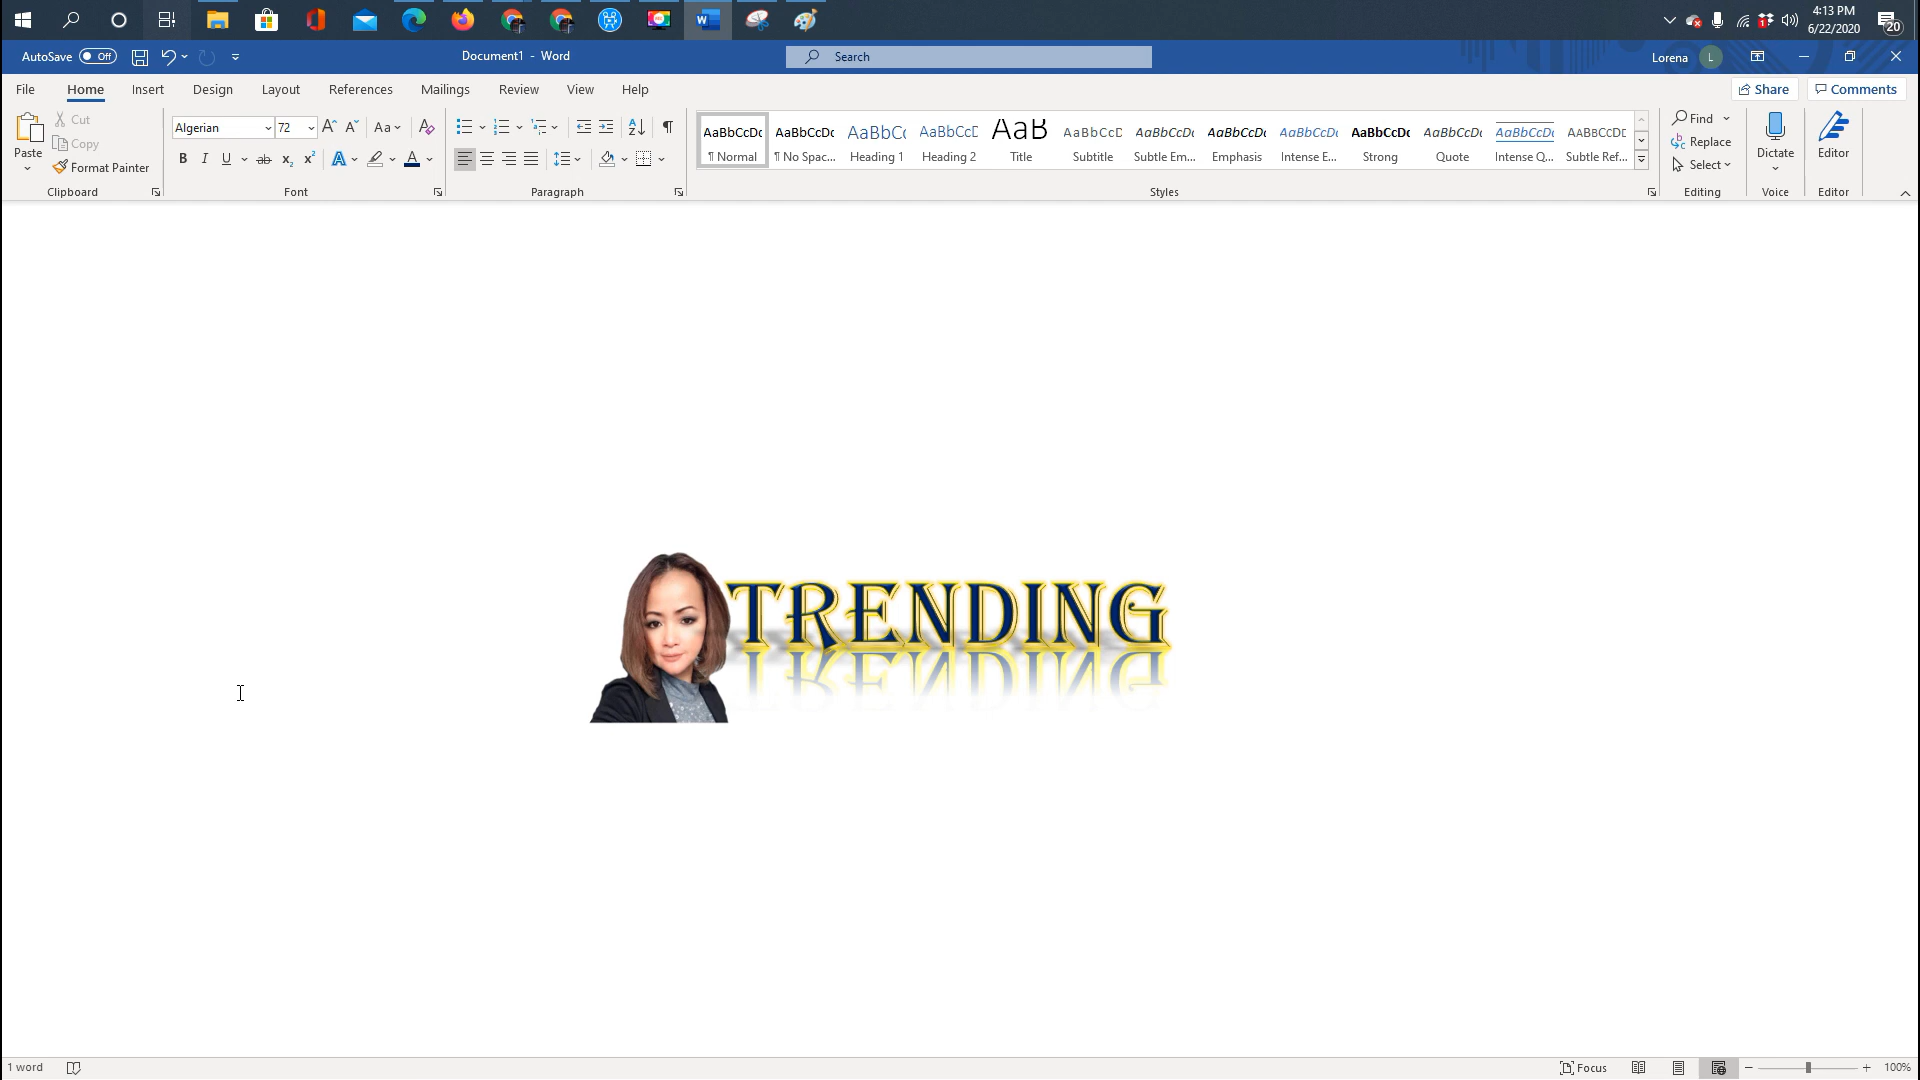 4:13 PM
6/22/2020
20
AutoSave Off
Document1 - Word
Search
Lorena L
File Home Insert Design Layout References Mailings Review View Help
Share Comments
Paste
Cut
Copy
Format Painter
Clipboard
Algerian 72
Font
Paragraph
AaBbCcDc AaBbCcDc AaBbCc AaBbCcD AaB AaBbCcD AaBbCcDc AaBbCcDc AaBbCcDc AaBbCcDc AaBbCcDc AaBbCcDc AABBCCDC
¶ Normal ¶ No Spac... Heading 1 Heading 2 Title Subtitle Subtle Em... Emphasis Intense E... Strong Quote Intense Q... Subtle Ref...
Styles
Find
Replace
Select
Editing
Dictate
Voice
Editor
Editor
TRENDING
1 word
Focus
100%